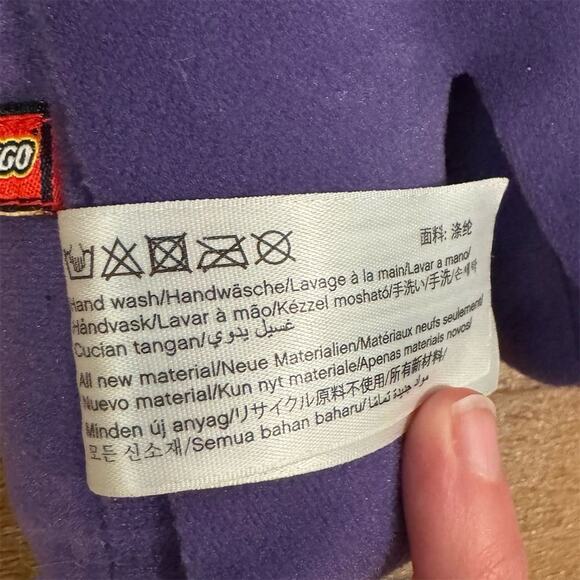 GO
面料: 涤纶
Hand wash/Handwäsche/Lavage à la main/Lavar a mano/
Håndvask/Lavar à mão/Kézzel mosható/手洗い/手洗/손세탁/
Cucian tangan/غسيل يدوي/
All new material/Neue Materialien/Matériaux neufs seulement/
Nuevo material/Kun nyt materiale/Apenas materiais novos/
Minden új anyag/リサイクル原料不使用/所有新材料/
모든 신소재/Semua bahan baharu/مواد جديدة تمامًا/